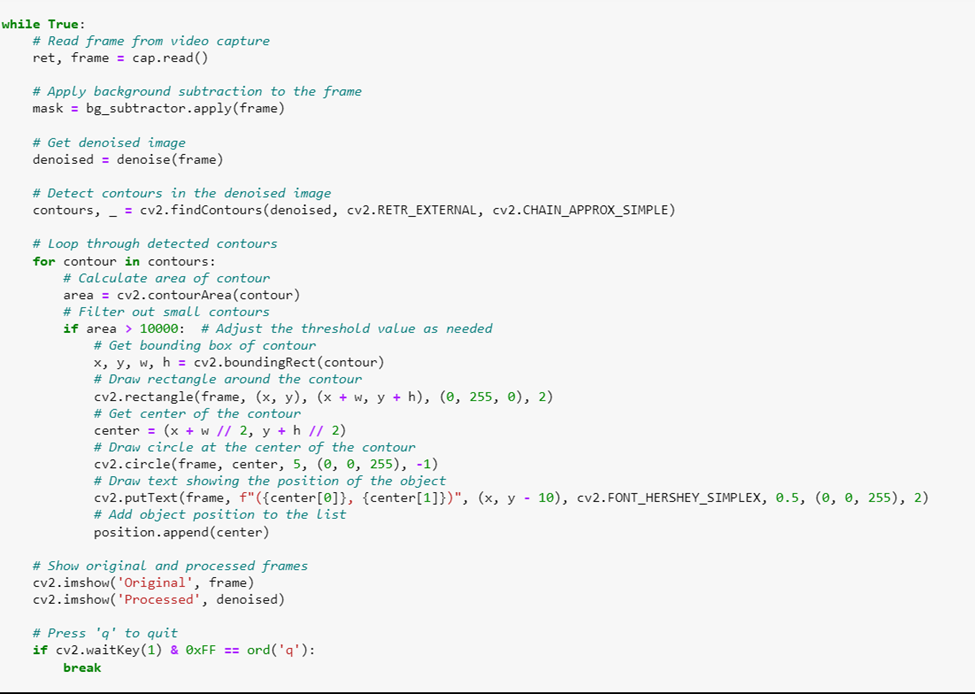 while True:
    # Read frame from video capture
    ret, frame = cap.read()

    # Apply background subtraction to the frame
    mask = bg_subtractor.apply(frame)

    # Get denoised image
    denoised = denoise(frame)

    # Detect contours in the denoised image
    contours, _ = cv2.findContours(denoised, cv2.RETR_EXTERNAL, cv2.CHAIN_APPROX_SIMPLE)

    # Loop through detected contours
    for contour in contours:
        # Calculate area of contour
        area = cv2.contourArea(contour)
        # Filter out small contours
        if area > 10000:  # Adjust the threshold value as needed
            # Get bounding box of contour
            x, y, w, h = cv2.boundingRect(contour)
            # Draw rectangle around the contour
            cv2.rectangle(frame, (x, y), (x + w, y + h), (0, 255, 0), 2)
            # Get center of the contour
            center = (x + w // 2, y + h // 2)
            # Draw circle at the center of the contour
            cv2.circle(frame, center, 5, (0, 0, 255), -1)
            # Draw text showing the position of the object
            cv2.putText(frame, f"({center[0]}, {center[1]})", (x, y - 10), cv2.FONT_HERSHEY_SIMPLEX, 0.5, (0, 0, 255), 2)
            # Add object position to the list
            position.append(center)

    # Show original and processed frames
    cv2.imshow('Original', frame)
    cv2.imshow('Processed', denoised)

    # Press 'q' to quit
    if cv2.waitKey(1) & 0xFF == ord('q'):
        break